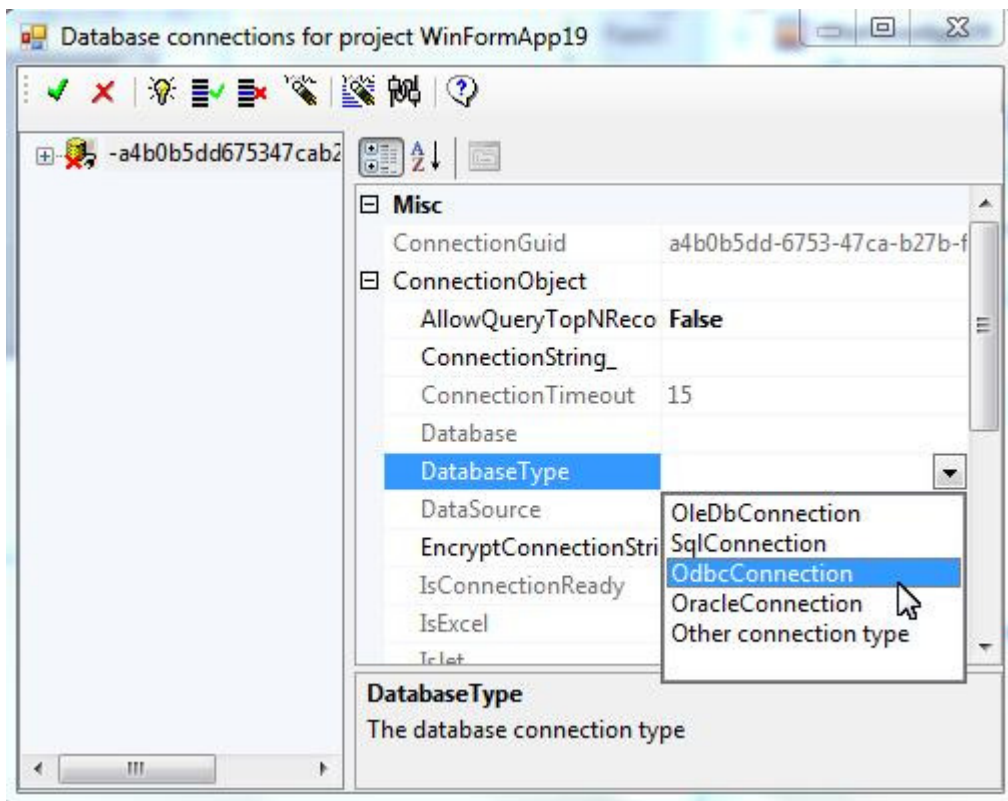 Database connections for project WinFormApp19
-a4b0b5dd675347cab2
Misc
ConnectionGuid a4b0b5dd-6753-47ca-b27b-f
ConnectionObject
AllowQueryTopNReco False
ConnectionString_
ConnectionTimeout 15
Database
DatabaseType
DataSource
EncryptConnectionStri
IsConnectionReady
IsExcel
IsJet
OleDbConnection
SqlConnection
OdbcConnection
OracleConnection
Other connection type
DatabaseType
The database connection type